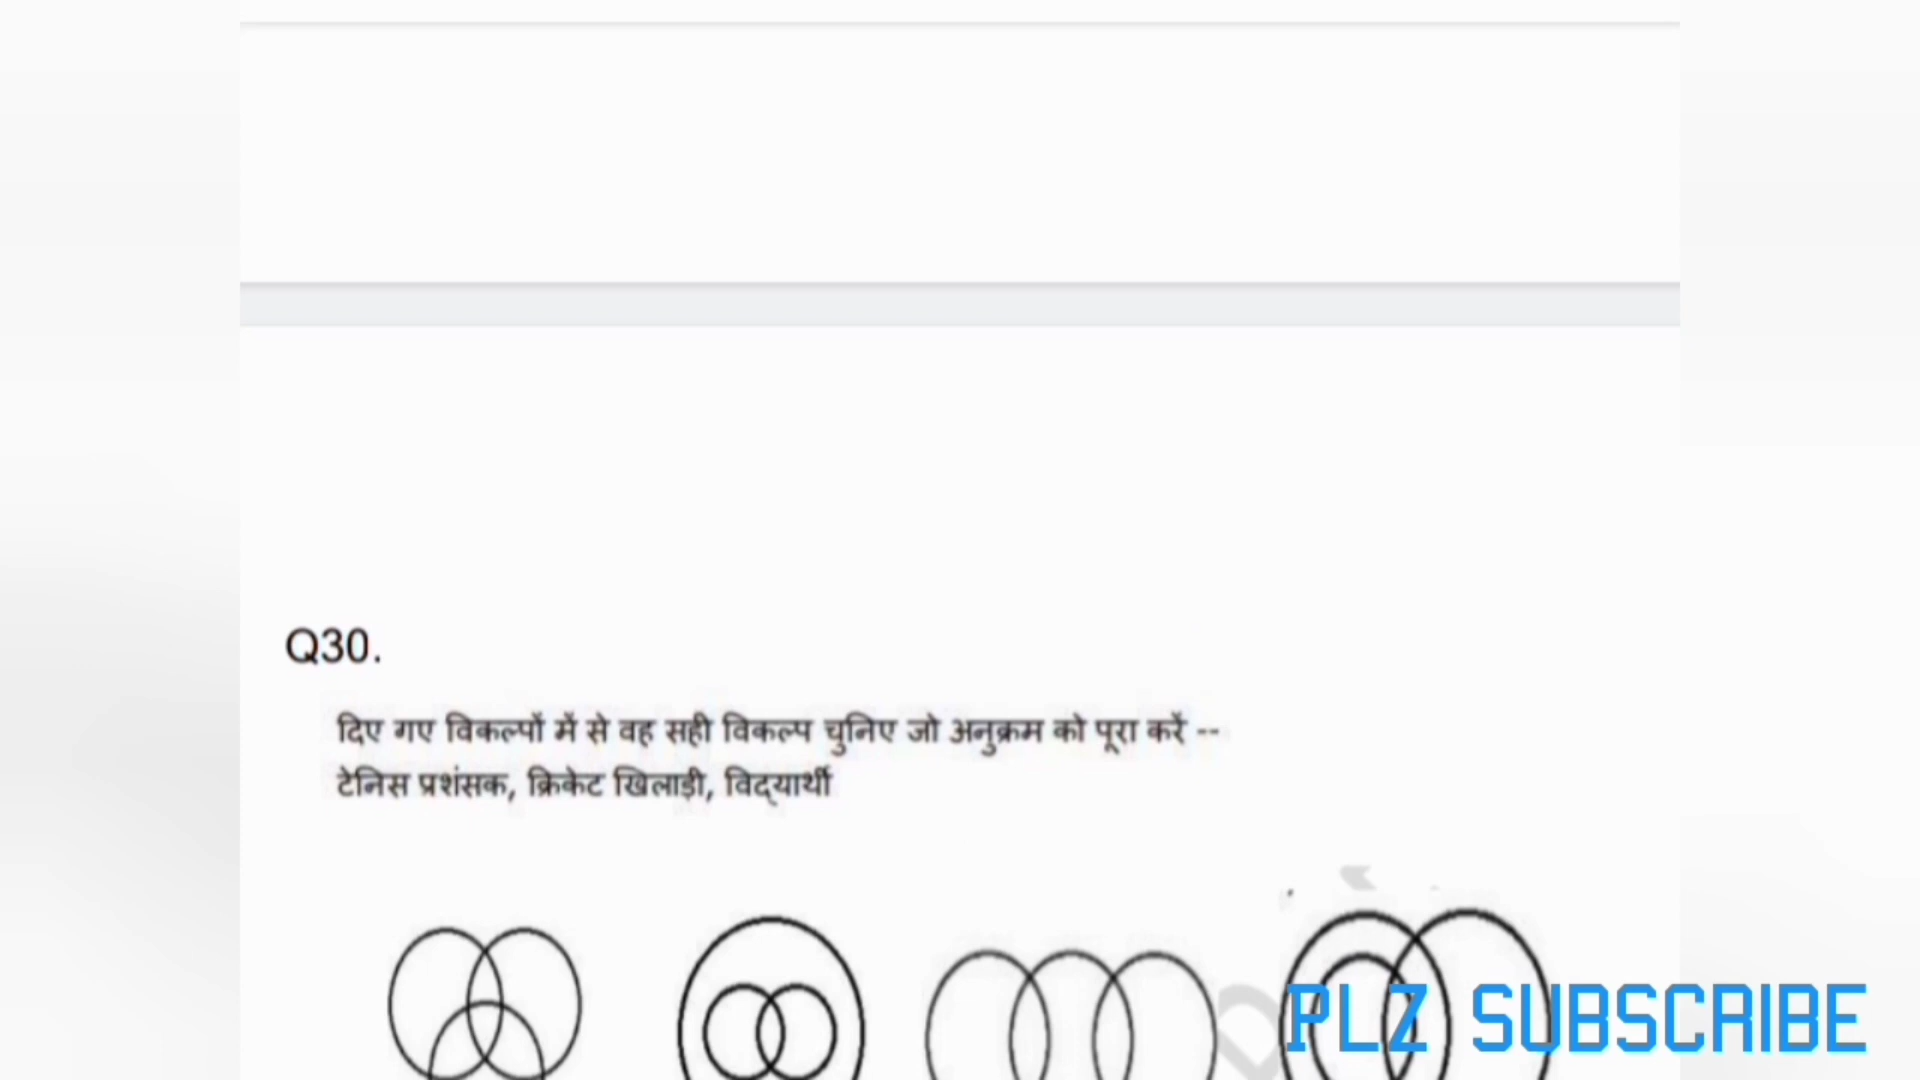 Q30.
दिए गए विकल्पों में से वह सही विकल्प चुनिए जो अनुक्रम को पूरा करें --
टेनिस प्रशंसक, क्रिकेट खिलाड़ी, विद्यार्थी
PLZ SUBSCRIBE